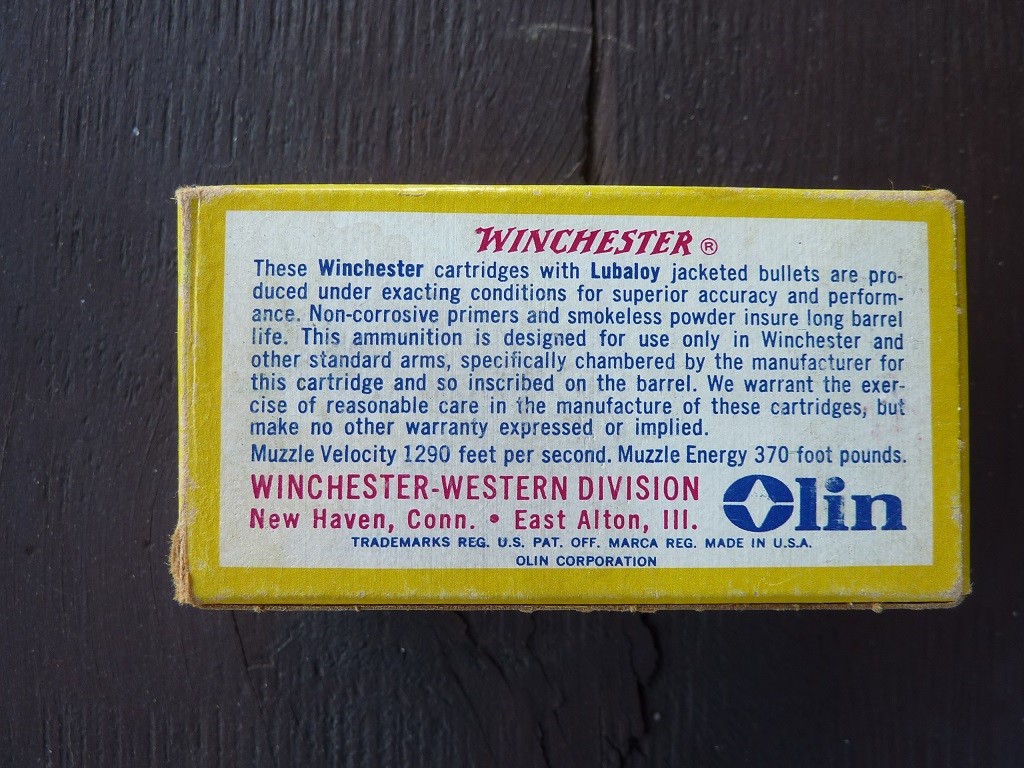 WINCHESTER®
These Winchester cartridges with Lubaloy jacketed bullets are pro-
duced under exacting conditions for superior accuracy and perform-
ance. Non-corrosive primers and smokeless powder insure long barrel
life. This ammunition is designed for use only in Winchester and
other standard arms, specifically chambered by the manufacturer for
this cartridge and so inscribed on the barrel. We warrant the exer-
cise of reasonable care in the manufacture of these cartridges, but
make no other warranty expressed or implied.
Muzzle Velocity 1290 feet per second. Muzzle Energy 370 foot pounds.
WINCHESTER-WESTERN DIVISION
New Haven, Conn. • East Alton, Ill.
Olin
TRADEMARKS REG. U.S. PAT. OFF. MARCA REG. MADE IN U.S.A.
OLIN CORPORATION